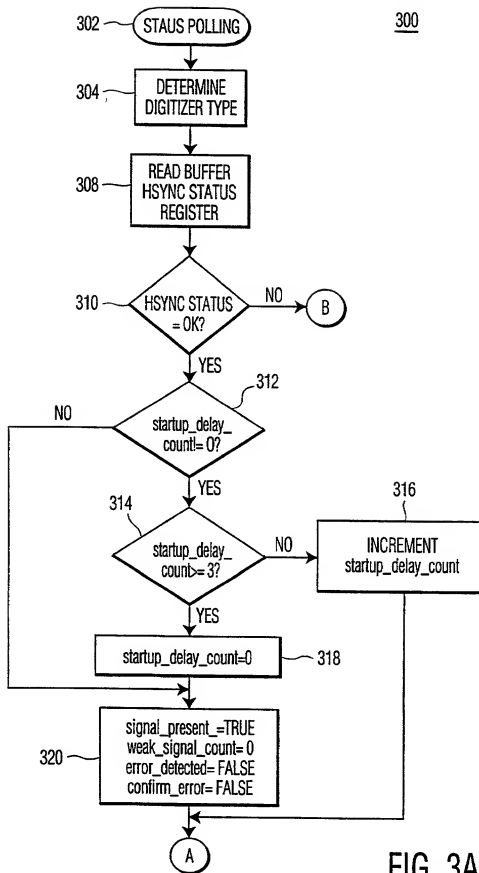 302
STAUS POLLING
300
304
DETERMINE
DIGITIZER TYPE
308
READ BUFFER
HSYNC STATUS
REGISTER
310
HSYNC STATUS
= OK?
NO
B
YES
312
NO
startup_delay_
count!= 0?
YES
314
316
startup_delay_
count>= 3?
NO
INCREMENT
startup_delay_count
YES
startup_delay_count=0
318
320
signal_present_=TRUE
weak_signal_count= 0
error_detected= FALSE
confirm_error= FALSE
A
FIG. 3A